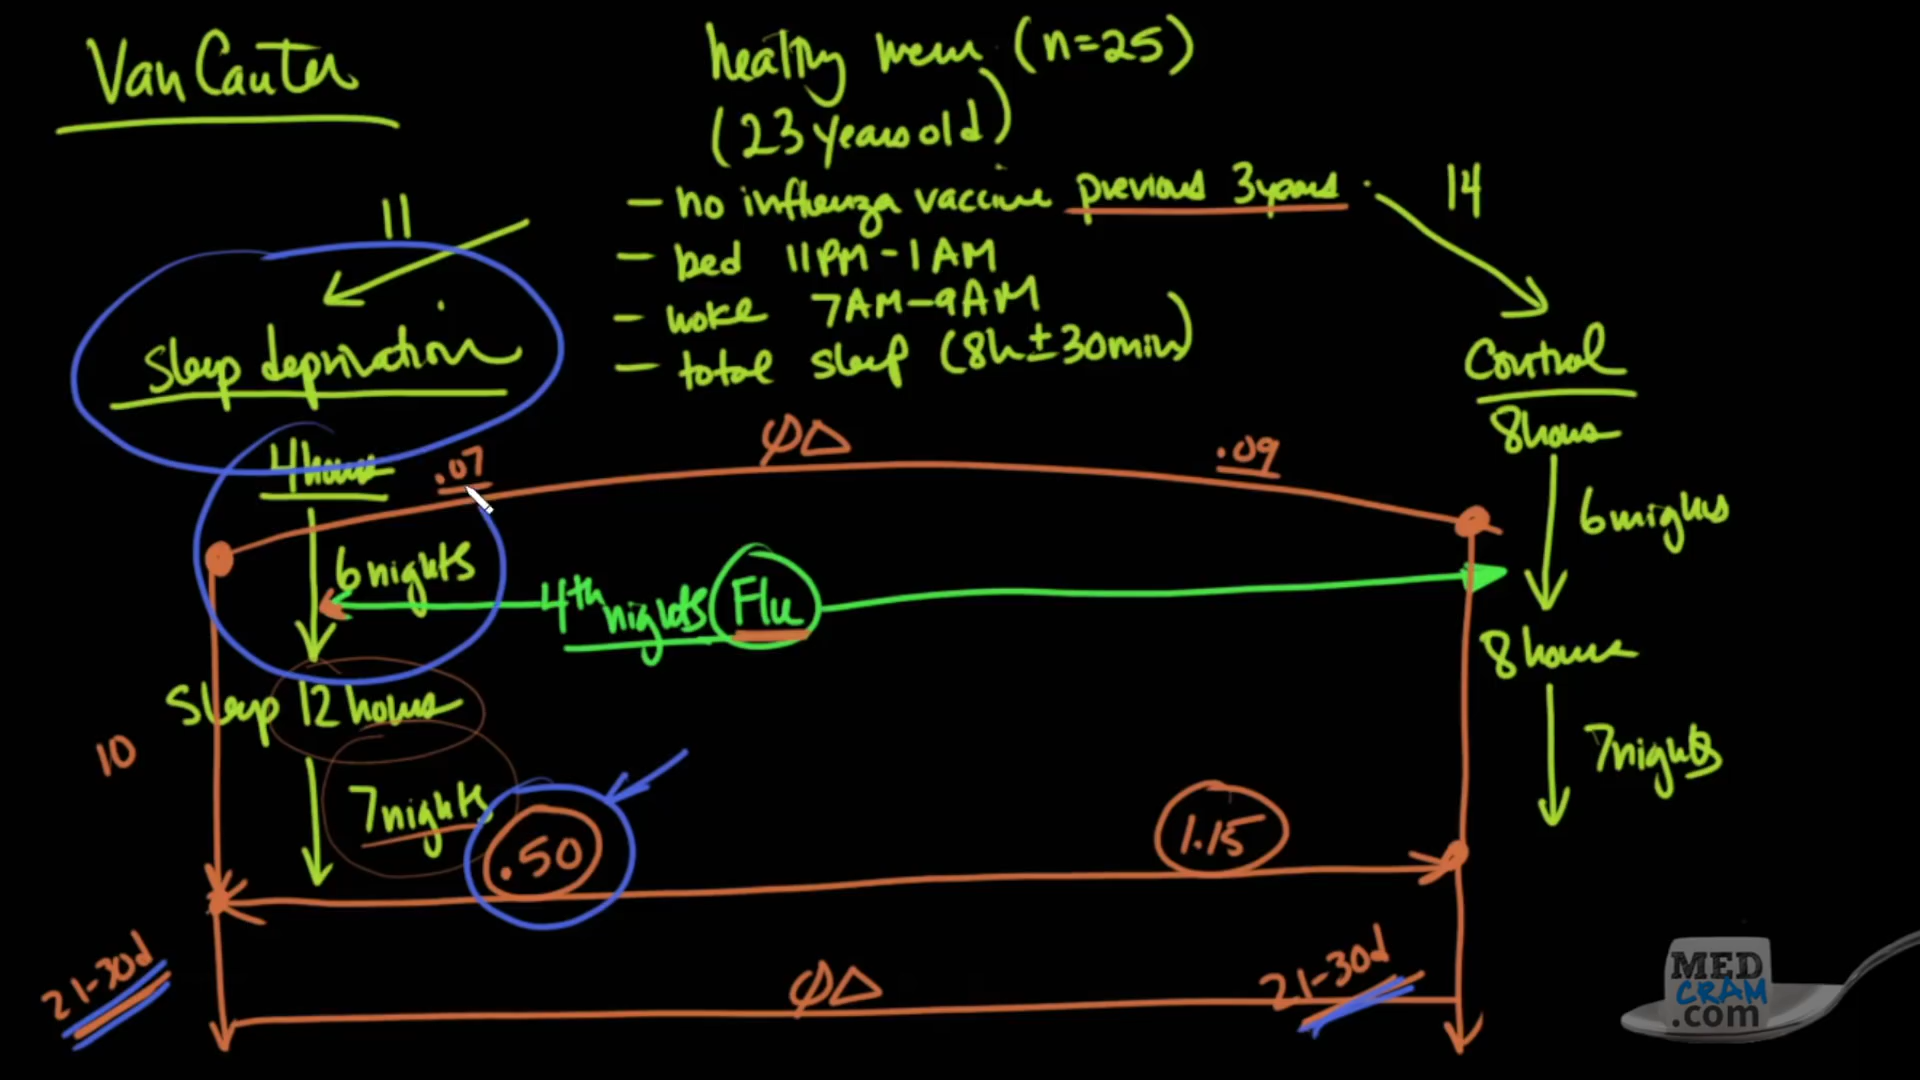 Van Cauter
healthy men (n=25)
(23 years old)
- no influenza vaccine previous 3 years.
- bed 11PM - 1AM
- woke 7AM-9AM
- total sleep (8h ± 30min)
11
Sleep deprivation
4 hours
6 nights
Sleep 12 hours
7 nights
14
Control
8 hours
6 nights
8 hours
7 nights
.07
ϕΔ
.09
4th nights Flu
10
.50
1.15
21-30d
ϕΔ
21-30d
MED
CRAM
.com